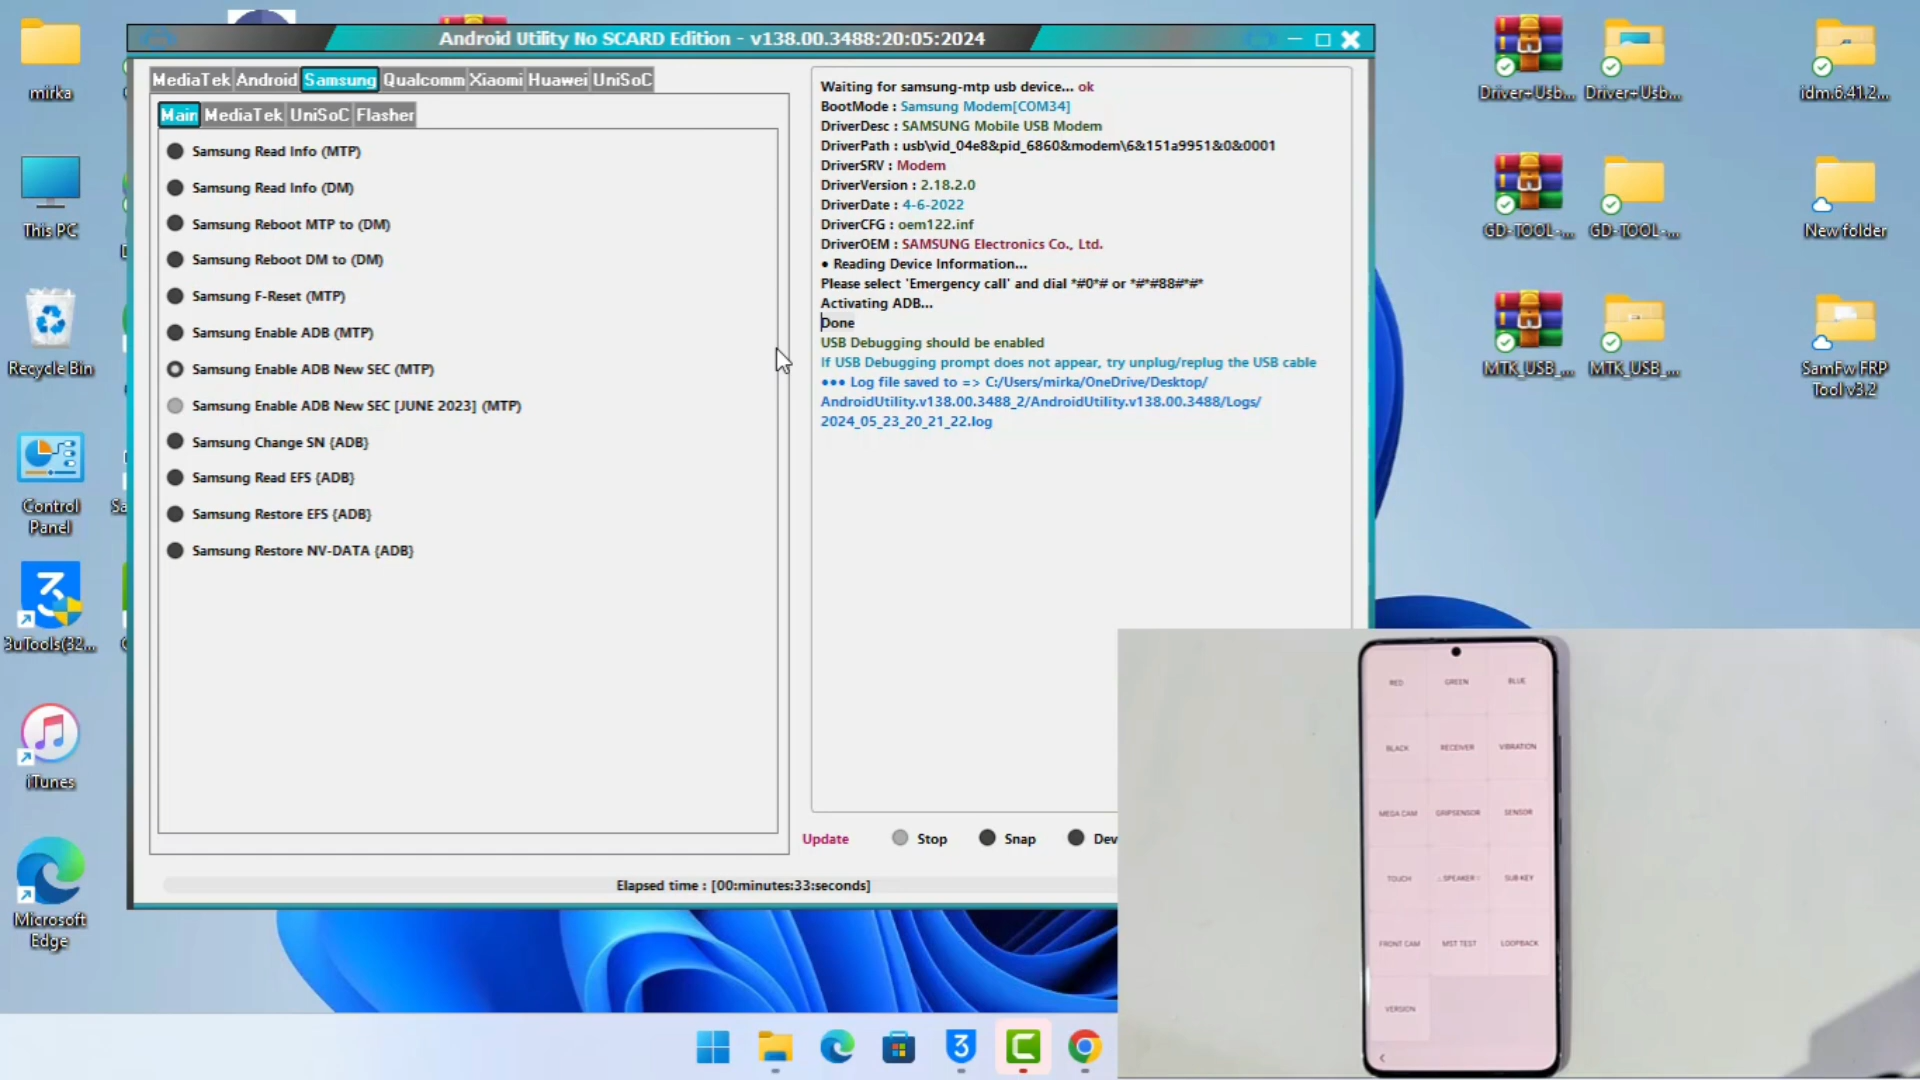 Android Utility No SCARD Edition - v138.00.3488:20:05:2024
MediaTek Android Samsung Qualcomm Xiaomi Huawei UniSoC
Main MediaTek UniSoC Flasher
Samsung Read Info (MTP)
Samsung Read Info (DM)
Samsung Reboot MTP to (DM)
Samsung Reboot DM to (DM)
Samsung F-Reset (MTP)
Samsung Enable ADB (MTP)
Samsung Enable ADB New SEC (MTP)
Samsung Enable ADB New SEC [JUNE 2023] (MTP)
Samsung Change SN {ADB}
Samsung Read EFS {ADB}
Samsung Restore EFS {ADB}
Samsung Restore NV-DATA {ADB}
Waiting for samsung-mtp usb device... ok
BootMode : Samsung Modem[COM34]
DriverDesc : SAMSUNG Mobile USB Modem
DriverPath : usb\vid_04e8&pid_6860&modem\6&151a9951&0&0001
DriverSRV : Modem
DriverVersion : 2.18.2.0
DriverDate : 4-6-2022
DriverCFG : oem122.inf
DriverOEM : SAMSUNG Electronics Co., Ltd.
• Reading Device Information...
Please select 'Emergency call' and dial *#0*# or *#*#88#*#*
Activating ADB...
Done
USB Debugging should be enabled
If USB Debugging prompt does not appear, try unplug/replug the USB cable
••• Log file saved to => C:/Users/mirka/OneDrive/Desktop/
AndroidUtility.v138.00.3488_2/AndroidUtility.v138.00.3488/Logs/
2024_05_23_20_21_22.log
Update Stop Snap Dev
Elapsed time : [00:minutes:33:seconds]
mirka
This PC
Recycle Bin
Control
Panel
3uTools(32...
iTunes
Microsoft
Edge
Driver+Usb... Driver+Usb... idm.6.41.2...
GD-TOOL-... GD-TOOL-... New folder
MTK_USB_... MTK_USB_... SamFw FRP
Tool v3.2
RED GREEN BLUE
BLACK RECEIVER VIBRATION
MEGA CAM GRIPSENSOR SENSOR
TOUCH SPEAKER SUB KEY
FRONT CAM MST TEST LOOPBACK
VERSION